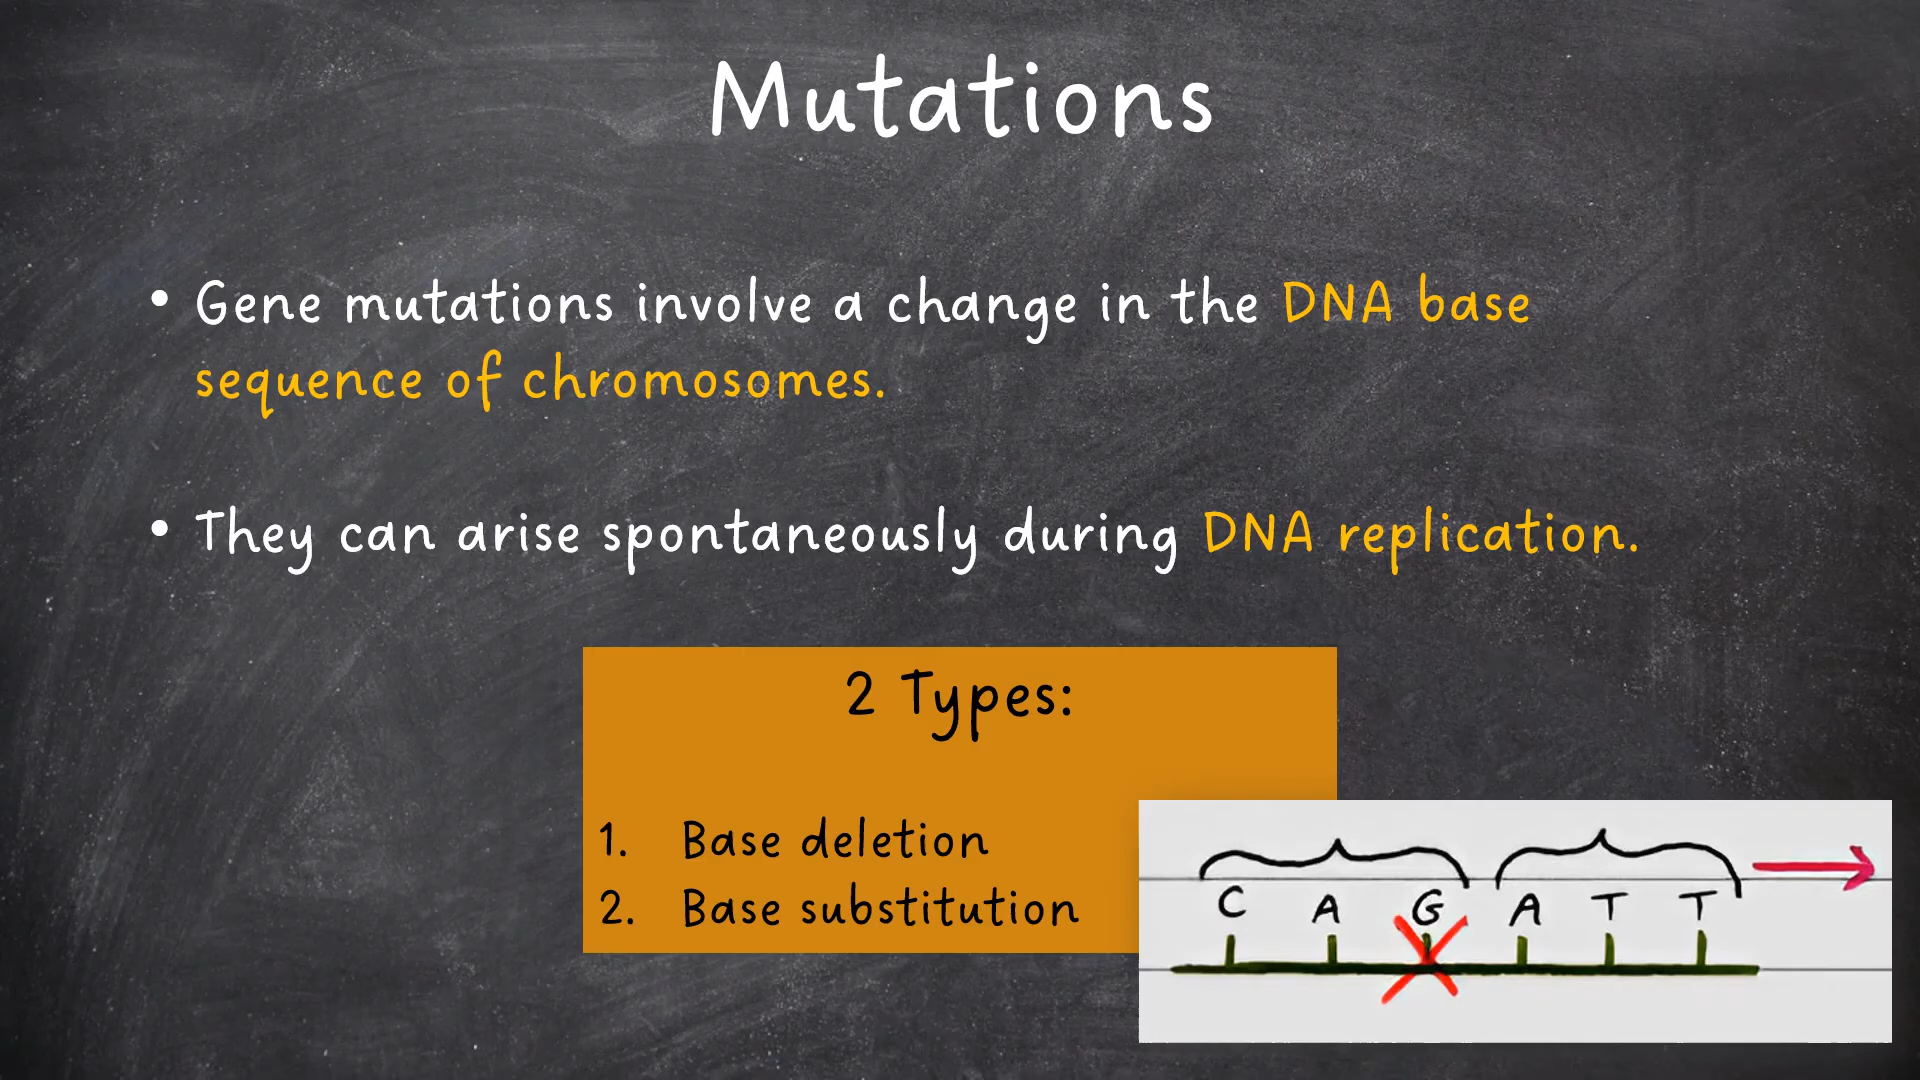 Mutations
• Gene mutations involve a change in the DNA base
sequence of chromosomes.
• They can arise spontaneously during DNA replication.
2 Types:
1. Base deletion
2. Base substitution
C A G A T T